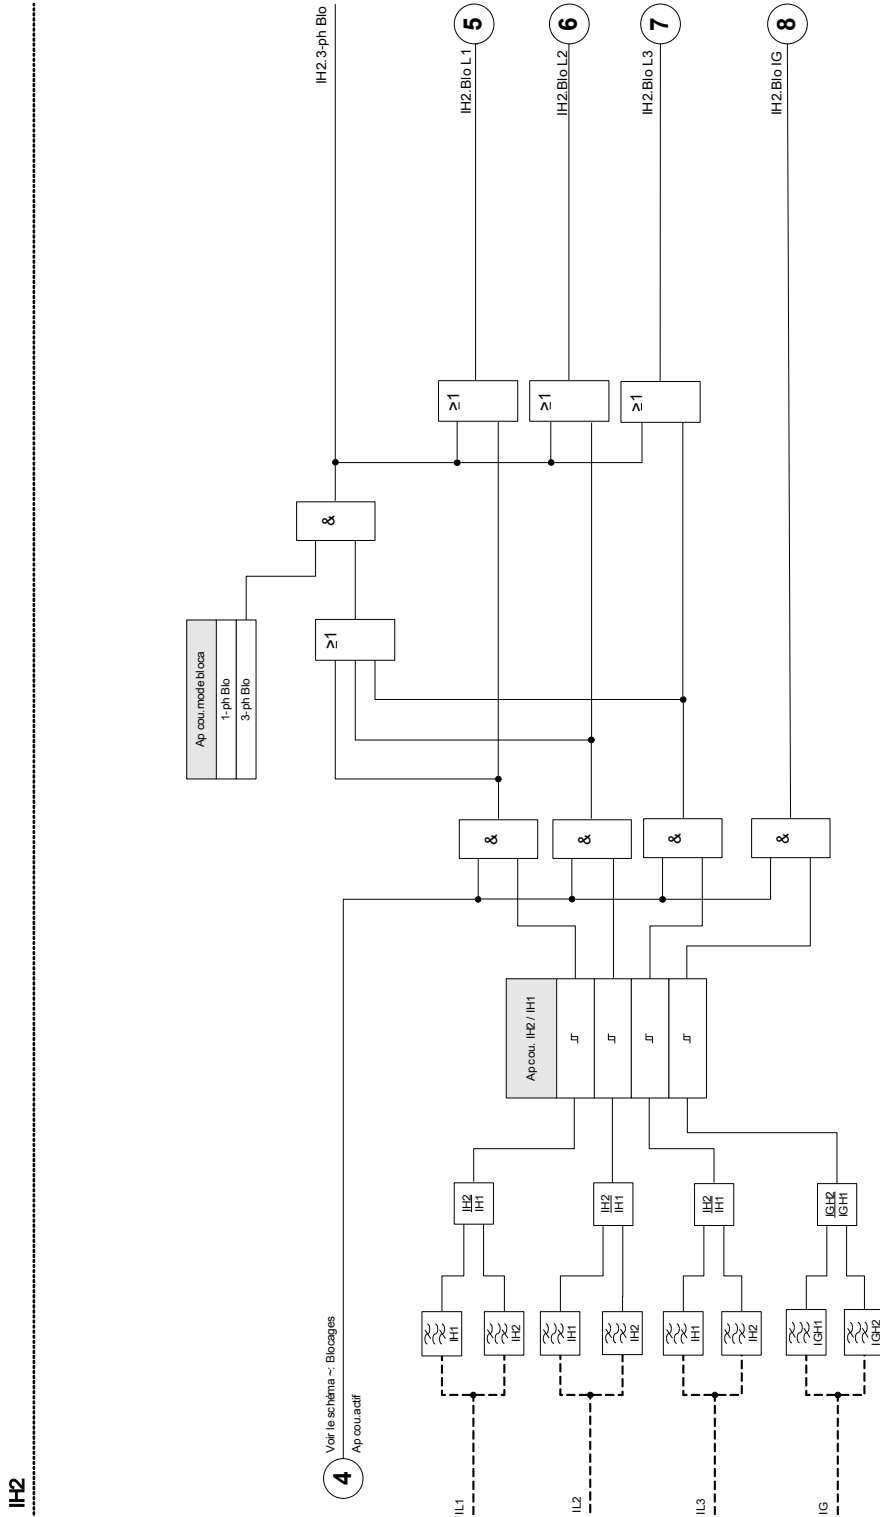 IH2
4
Voir le schéma ~: Blocages
Ap cou.actif
IL1
IL2
IL3
IG
IH1
IH2
IH1
IH2
IH1
IH2
IGH1
IGH2
IH2
IH1
IH2
IH1
IH2
IH1
IGH2
IGH1
Ap cou. IH2 / IH1
&
&
&
&
Ap cou.mode bloca
1-ph Blo
3-ph Blo
≥1
&
≥1
≥1
≥1
IH2.3-ph Blo
IH2.Blo L1
5
IH2.Blo L2
6
IH2.Blo L3
7
IH2.Blo IG
8